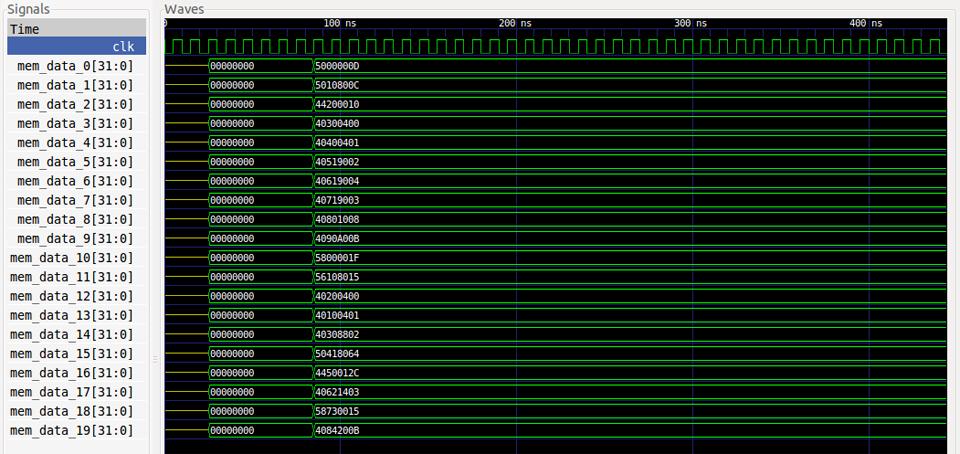 Signals Waves
Time 0 100 ns 200 ns 300 ns 400 ns
clk
mem_data_0[31:0] 00000000 5000000D
mem_data_1[31:0] 00000000 5010800C
mem_data_2[31:0] 00000000 44200010
mem_data_3[31:0] 00000000 40300400
mem_data_4[31:0] 00000000 40400401
mem_data_5[31:0] 00000000 40519002
mem_data_6[31:0] 00000000 40619004
mem_data_7[31:0] 00000000 40719003
mem_data_8[31:0] 00000000 40801008
mem_data_9[31:0] 00000000 4090A00B
mem_data_10[31:0] 00000000 5800001F
mem_data_11[31:0] 00000000 56108015
mem_data_12[31:0] 00000000 40200400
mem_data_13[31:0] 00000000 40100401
mem_data_14[31:0] 00000000 40308802
mem_data_15[31:0] 00000000 50418064
mem_data_16[31:0] 00000000 4450012C
mem_data_17[31:0] 00000000 40621403
mem_data_18[31:0] 00000000 58730015
mem_data_19[31:0] 00000000 4084200B